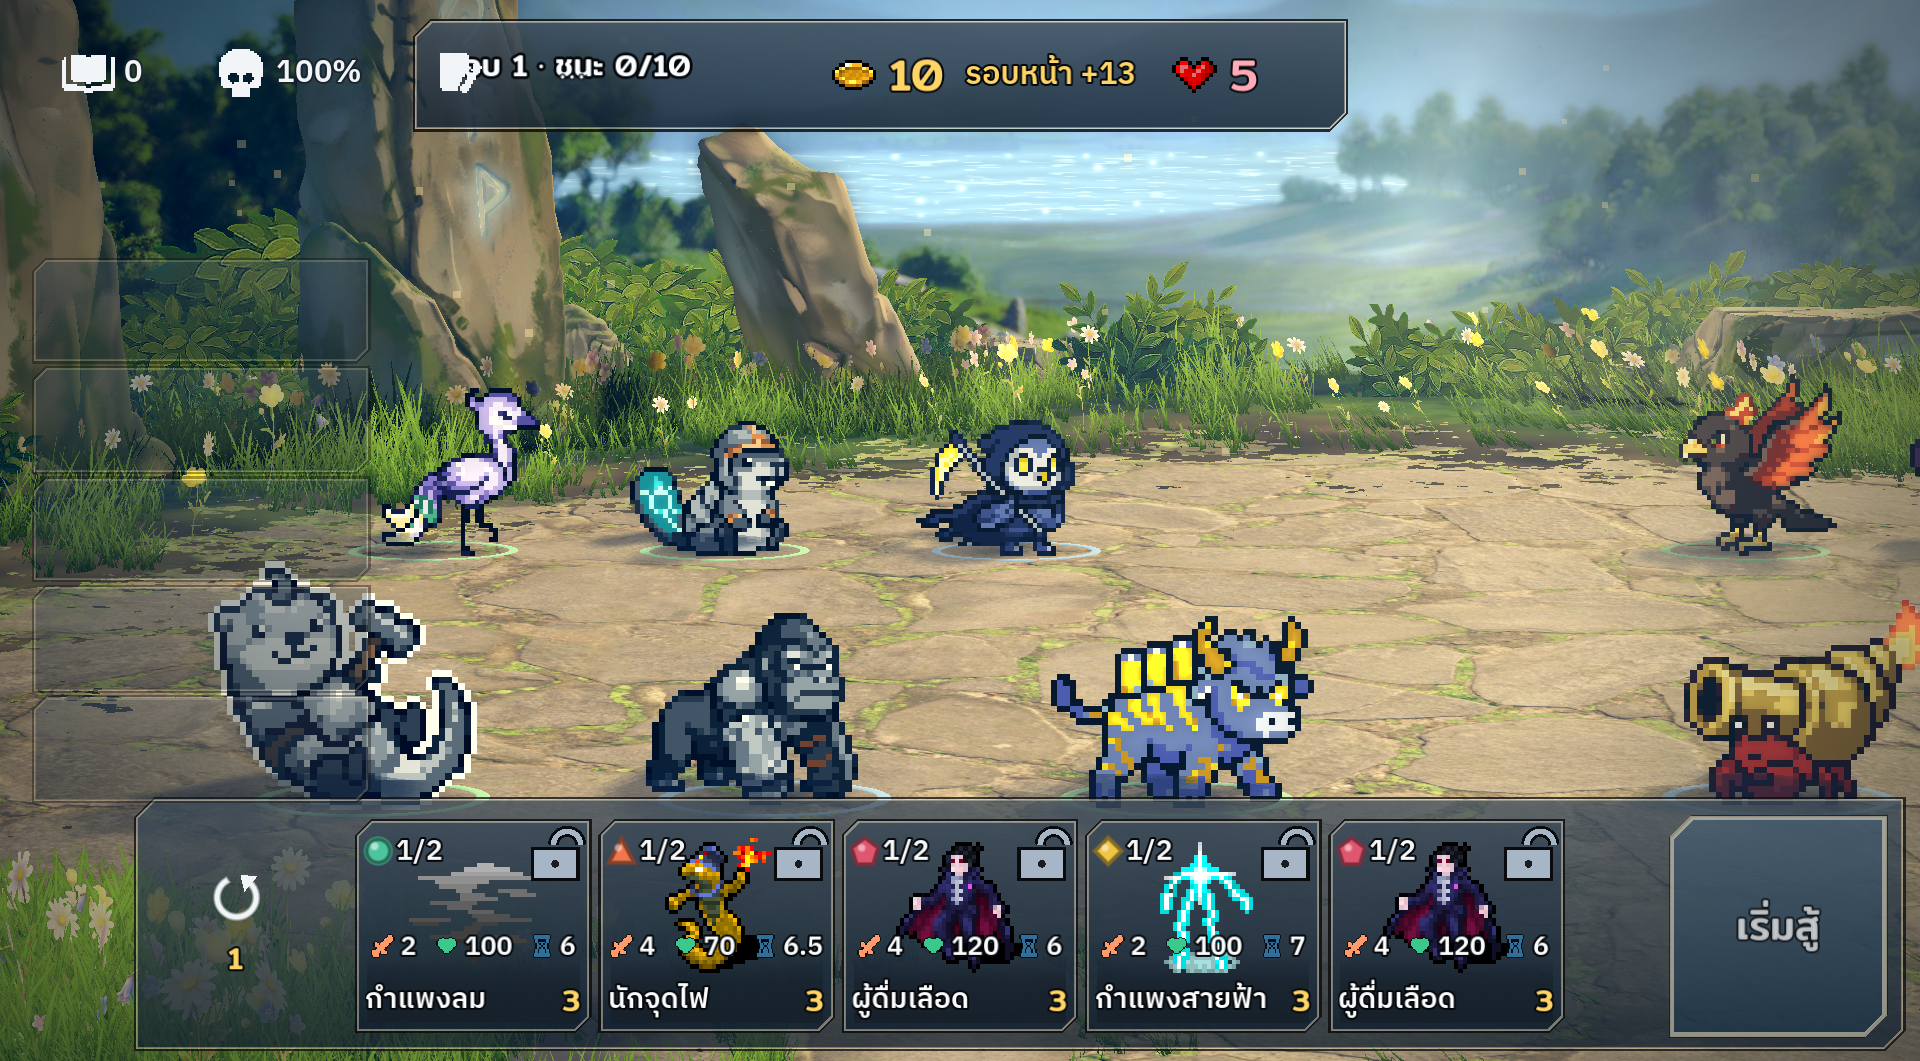 0
100%
1 · ชนะ 0/10
10
รอบหน้า +13
5
1
1/2
2 100 6
กำแพงลม 3
1/2
4 70 6.5
นักจุดไฟ 3
1/2
4 120 6
ผู้ดื่มเลือด 3
1/2
2 100 7
กำแพงสายฟ้า 3
1/2
4 120 6
ผู้ดื่มเลือด 3
เริ่มสู้